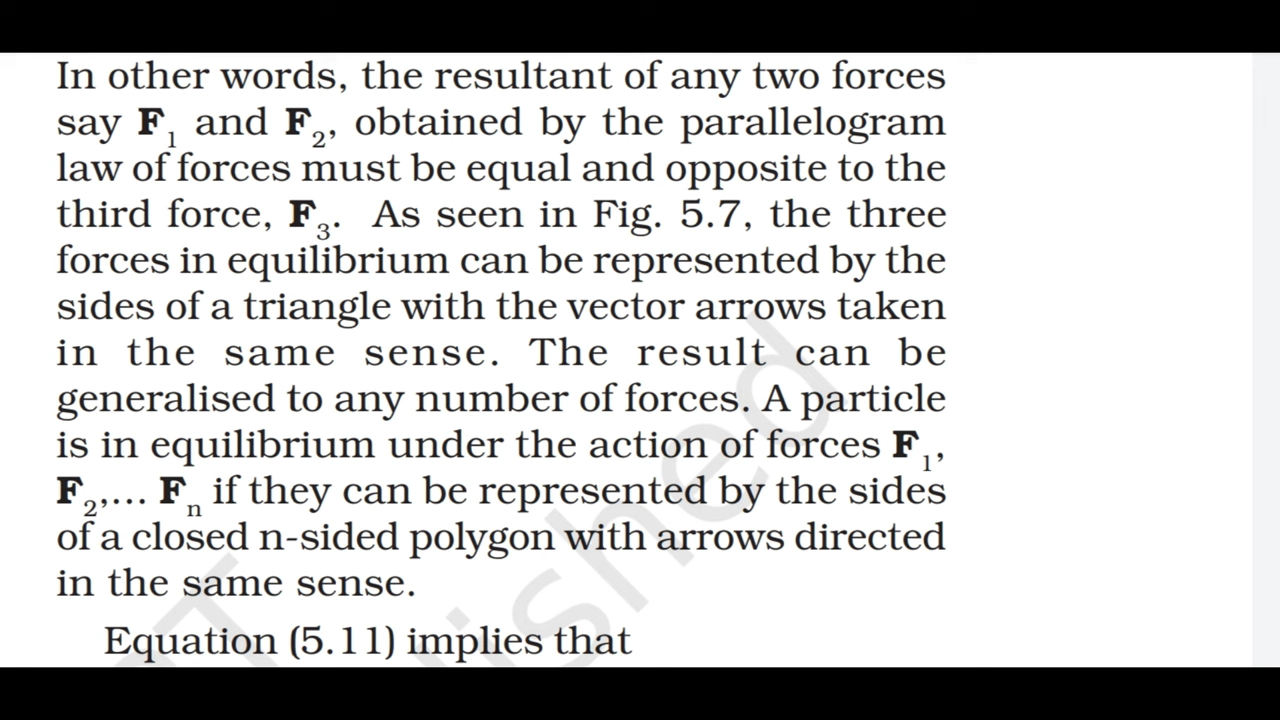 In other words, the resultant of any two forces
say F₁ and F₂, obtained by the parallelogram
law of forces must be equal and opposite to the
third force, F₃. As seen in Fig. 5.7, the three
forces in equilibrium can be represented by the
sides of a triangle with the vector arrows taken
in the same sense. The result can be
generalised to any number of forces. A particle
is in equilibrium under the action of forces F₁,
F₂,... Fₙ if they can be represented by the sides
of a closed n-sided polygon with arrows directed
in the same sense.
Equation (5.11) implies that